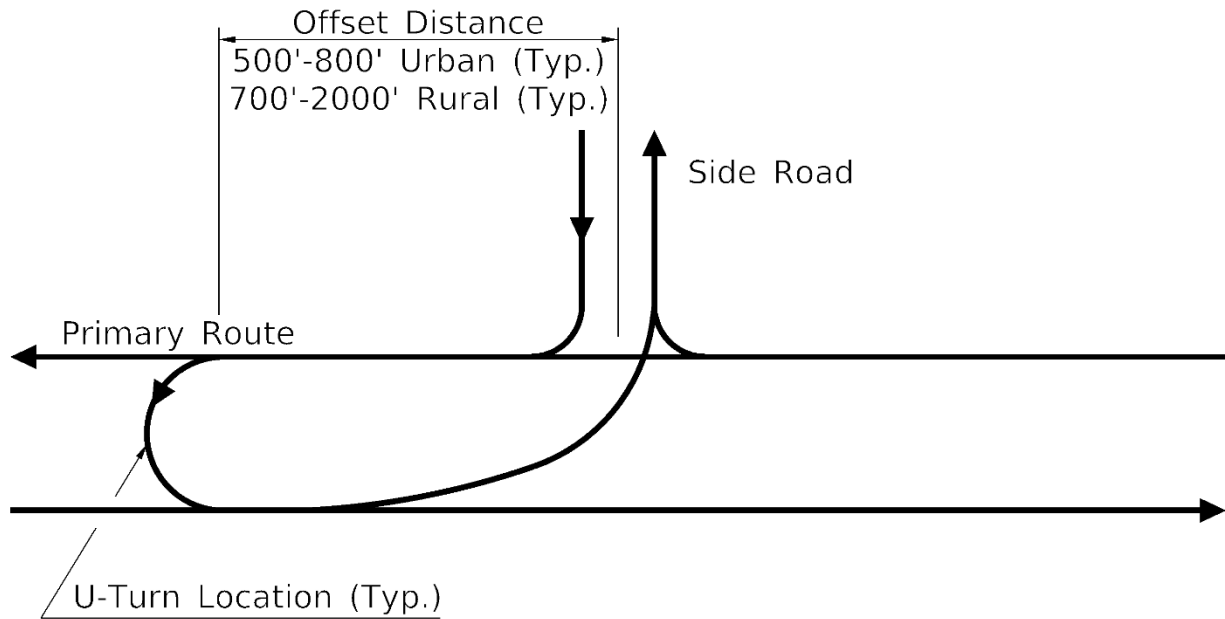 Offset Distance
500'-800' Urban (Typ.)
700'-2000' Rural (Typ.)
Side Road
Primary Route
U-Turn Location (Typ.)